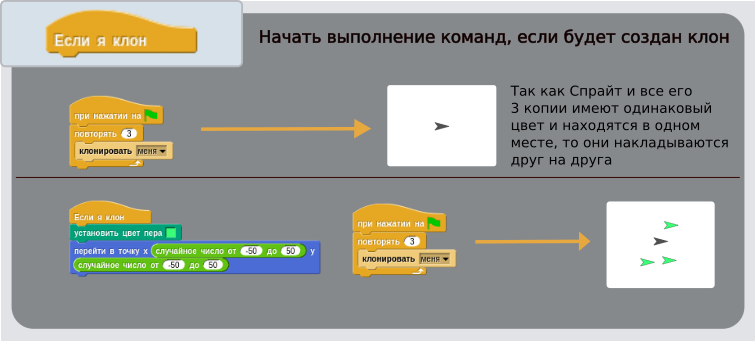 Если я клон
Начать выполнение команд, если будет создан клон
при нажатии на
повторять 3
клонировать меня
Так как Спрайт и все его
3 копии имеют одинаковый
цвет и находятся в одном
месте, то они накладываются
друг на друга
Если я клон
установить цвет пера
перейти в точку x случайное число от -50 до 50 y
случайное число от -50 до 50
при нажатии на
повторять 3
клонировать меня